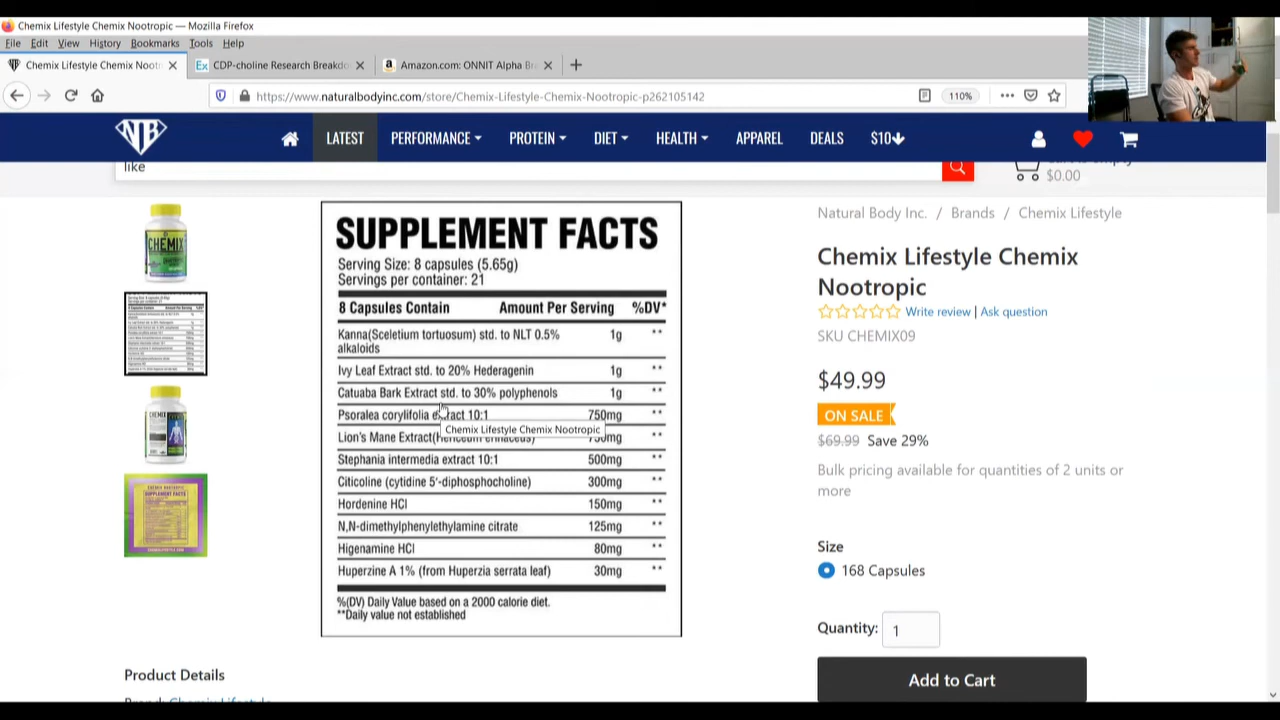 Chemix Lifestyle Chemix Nootropic — Mozilla Firefox
File Edit View History Bookmarks Tools Help
Chemix Lifestyle Chemix Noot
Ex CDP-choline Research Breakdo
Amazon.com: ONNIT Alpha Br
https://www.naturalbodyinc.com/
e/Chemix-Lifestyle-Chemix-Nootropic-p262105142
110%
NB
LATEST PERFORMANCE PROTEIN DIET HEALTH APPAREL DEALS $10
like
$0.00
Natural Body Inc. / Brands / Chemix Lifestyle
CHEMIX
CHEMIX
SUPPLEMENT FACTS
SUPPLEMENT FACTS
Serving Size: 8 capsules (5.65g)
Servings per container: 21
8 Capsules Contain Amount Per Serving %DV*
Kanna(Sceletium tortuosum) std. to NLT 0.5% 1g **
alkaloids
Ivy Leaf Extract std. to 20% Hederagenin 1g **
Catuaba Bark Extract std. to 30% polyphenols 1g **
Psoralea corylifolia extract 10:1 750mg **
Chemix Lifestyle Chemix Nootropic
Lion's Mane Extract **
Stephania intermedia extract 10:1 500mg **
Citicoline (cytidine 5'-diphosphocholine) 300mg **
Hordenine HCl 150mg **
N,N-dimethylphenylethylamine citrate 125mg **
Higenamine HCl 80mg **
Huperzine A 1% (from Huperzia serrata leaf) 30mg **
%(DV) Daily Value based on a 2000 calorie diet.
**Daily value not established
Chemix Lifestyle Chemix
Nootropic
Write review | Ask question
SKU CHEMIX09
$49.99
ON SALE
$69.99 Save 29%
Bulk pricing available for quantities of 2 units or
more
Size
168 Capsules
Quantity: 1
Add to Cart
Product Details